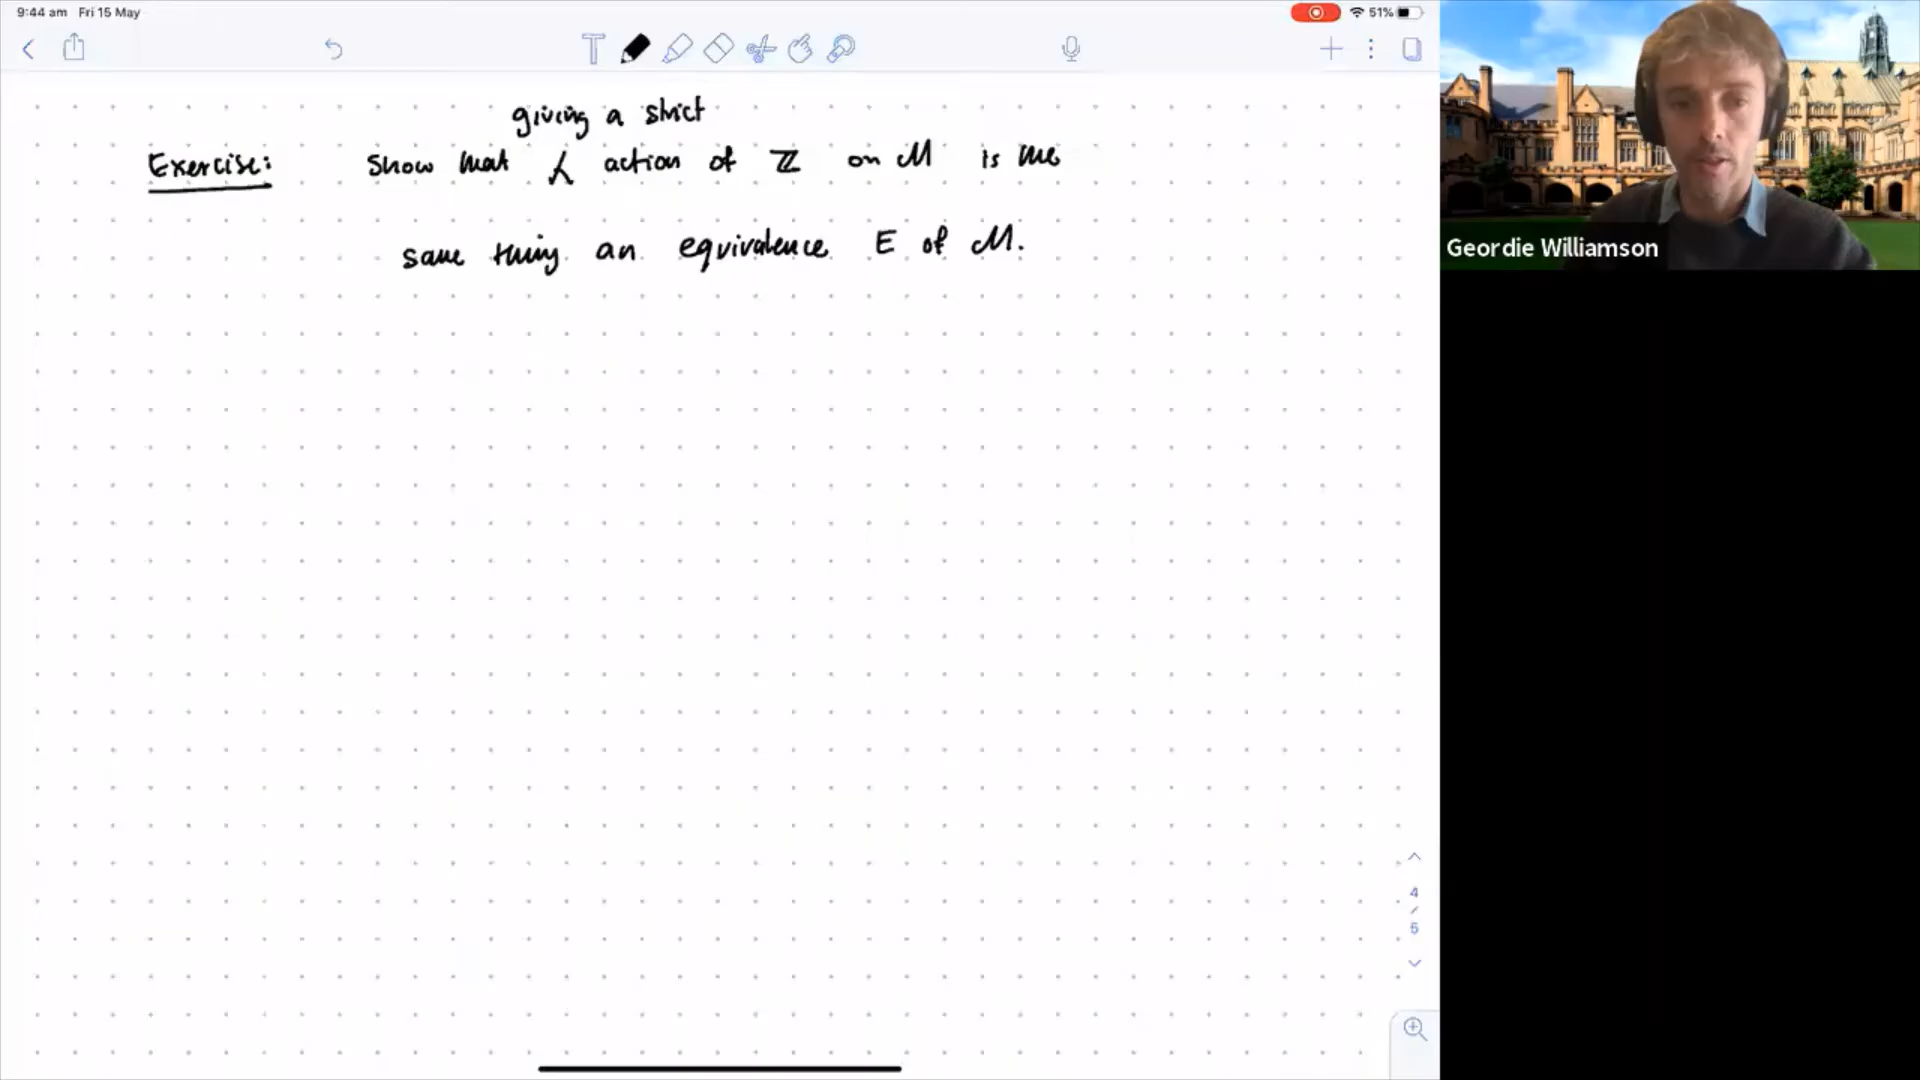 9:44 am Fri 15 May
51%
giving a strict
Exercise: Show that action of ℤ on M is the
same thing an equivalence E of M.
Geordie Williamson
4
/
5